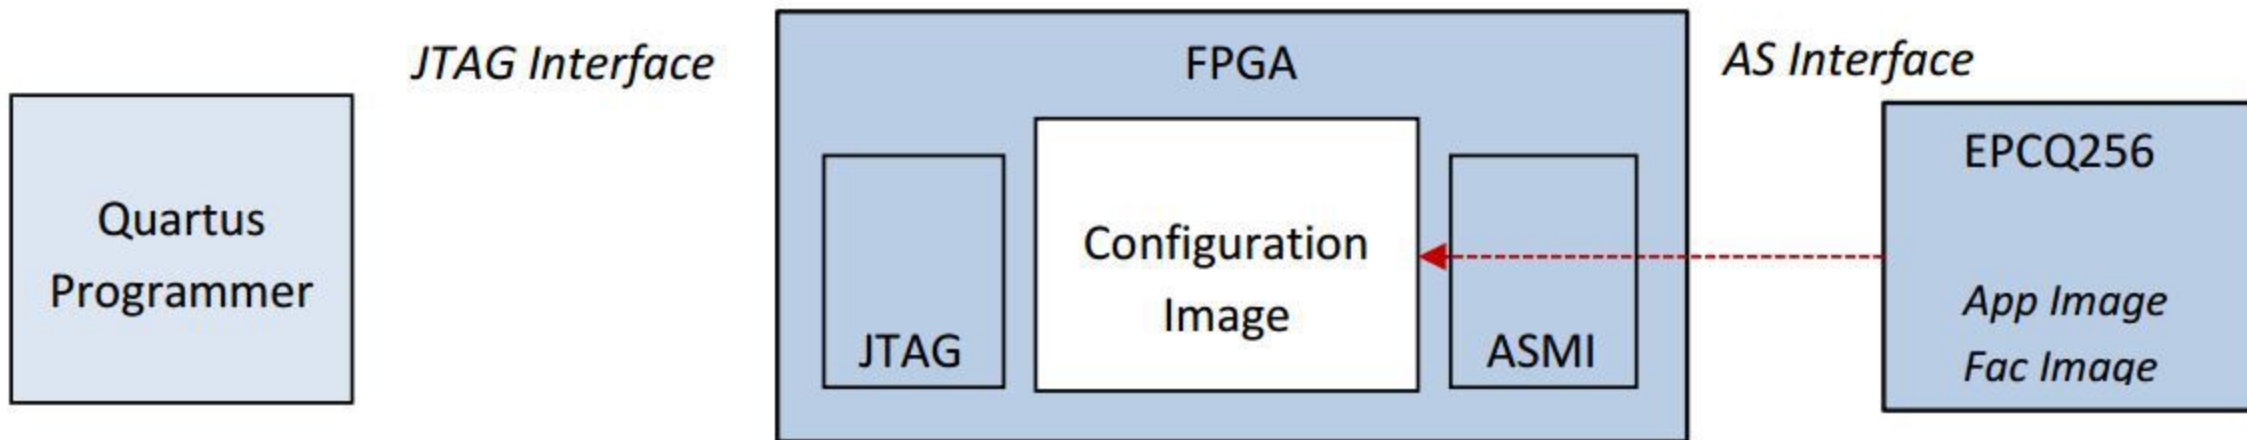 JTAG Interface
FPGA
AS Interface
Quartus
Programmer
JTAG
Configuration
Image
ASMI
EPCQ256
App Image
Fac Image